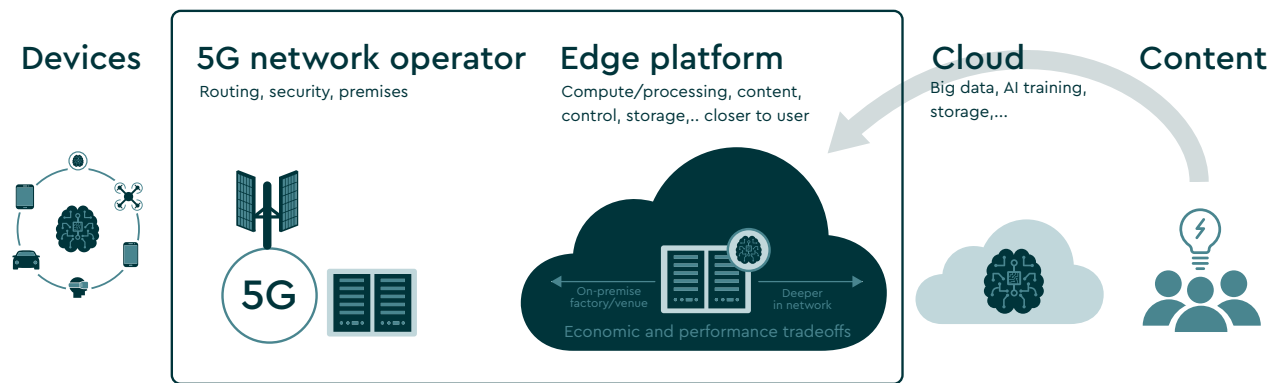 Devices
5G network operator
Routing, security, premises
Edge platform
Compute/processing, content,
control, storage,.. closer to user
Cloud
Big data, AI training,
storage,...
Content
5G
On-premise
factory/venue
Deeper
in network
Economic and performance tradeoffs